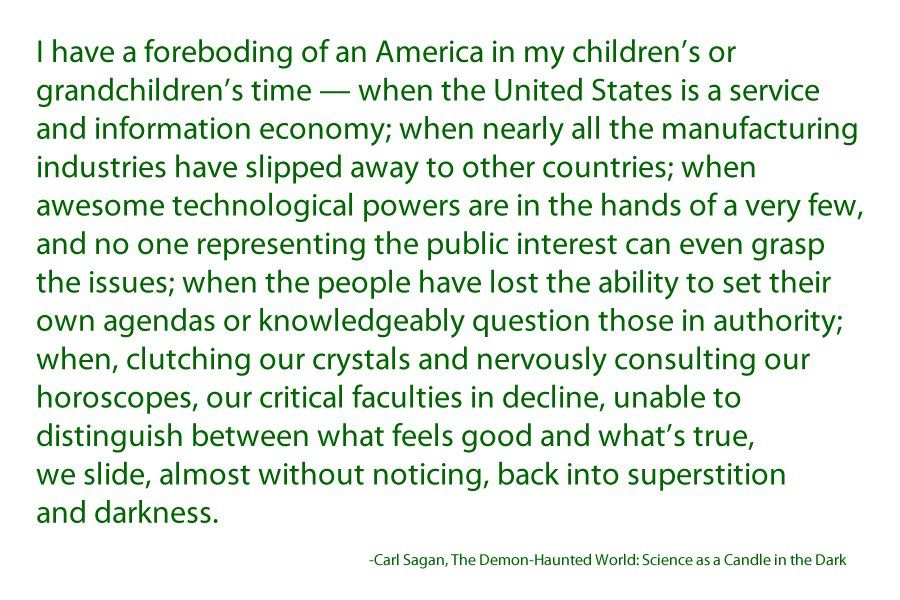 I have a foreboding of an America in my children’s or
grandchildren’s time — when the United States is a service
and information economy; when nearly all the manufacturing
industries have slipped away to other countries; when
awesome technological powers are in the hands of a very few,
and no one representing the public interest can even grasp
the issues; when the people have lost the ability to set their
own agendas or knowledgeably question those in authority;
when, clutching our crystals and nervously consulting our
horoscopes, our critical faculties in decline, unable to
distinguish between what feels good and what’s true,
we slide, almost without noticing, back into superstition
and darkness.
-Carl Sagan, The Demon-Haunted World: Science as a Candle in the Dark